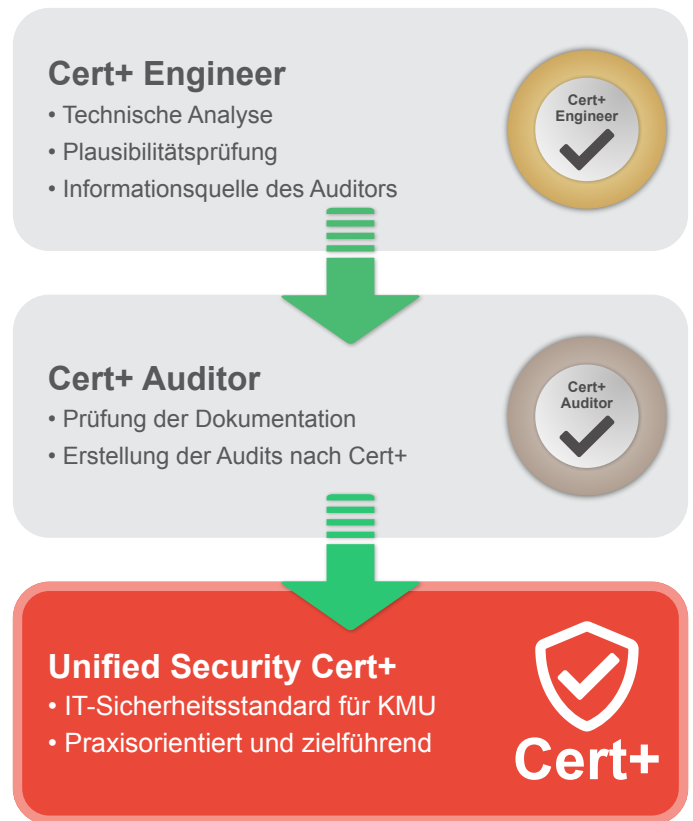 Cert+ Engineer
• Technische Analyse
• Plausibilitätsprüfung
• Informationsquelle des Auditors
Cert+
Engineer
Cert+ Auditor
• Prüfung der Dokumentation
• Erstellung der Audits nach Cert+
Cert+
Auditor
Unified Security Cert+
• IT-Sicherheitsstandard für KMU
• Praxisorientiert und zielführend
Cert+